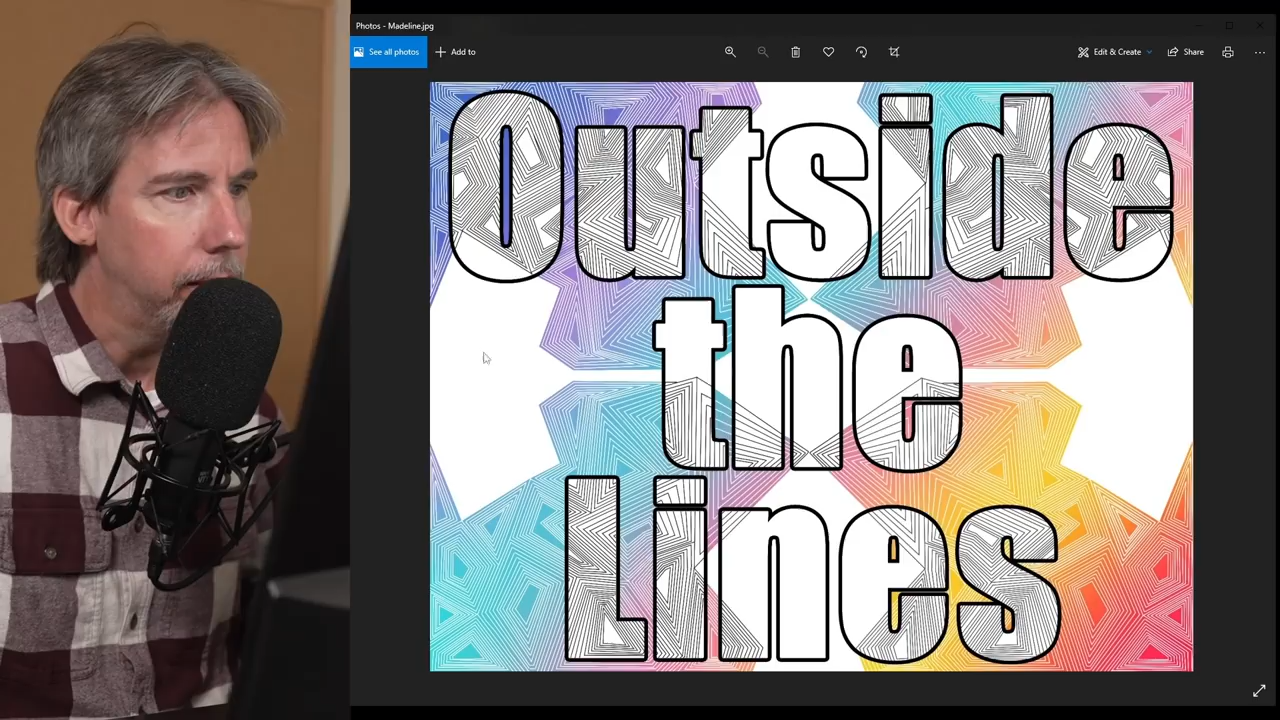 Photos - Madeline.jpg
See all photos
Add to
Edit & Create
Share
Outside
the
Lines